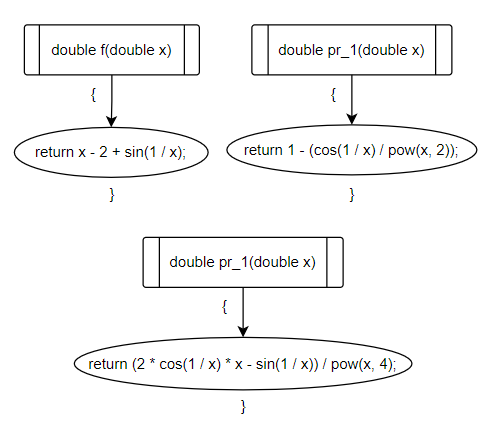 double f(double x)
{
return x - 2 + sin(1 / x);
}
double pr_1(double x)
{
return 1 - (cos(1 / x) / pow(x, 2));
}
double pr_1(double x)
{
return (2 * cos(1 / x) * x - sin(1 / x)) / pow(x, 4);
}